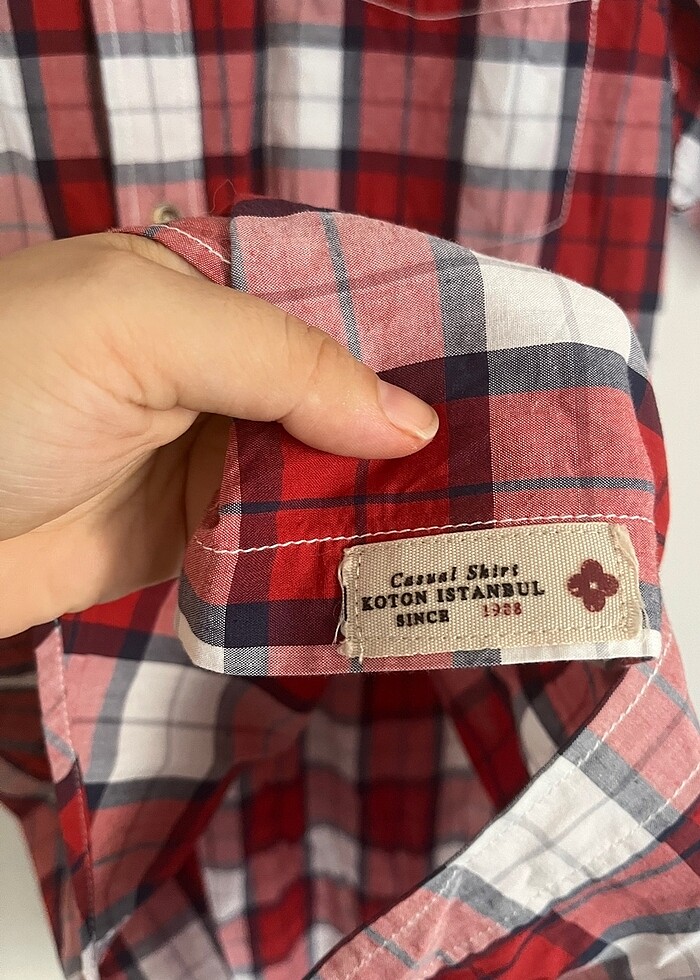 Casual Shirt
KOTON ISTANBUL
SINCE 1988